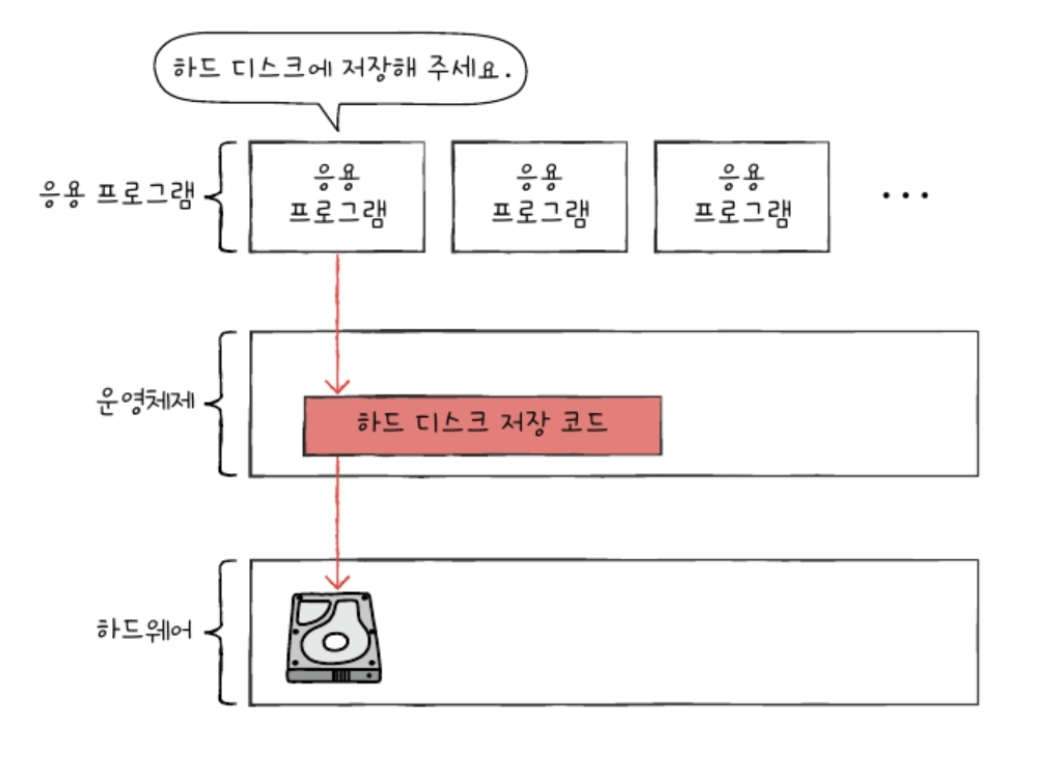 하드 디스크에 저장해 주세요.
응용 프로그램
응용
프로그램
응용
프로그램
응용
프로그램
...
운영체제
하드 디스크 저장 코드
하드웨어